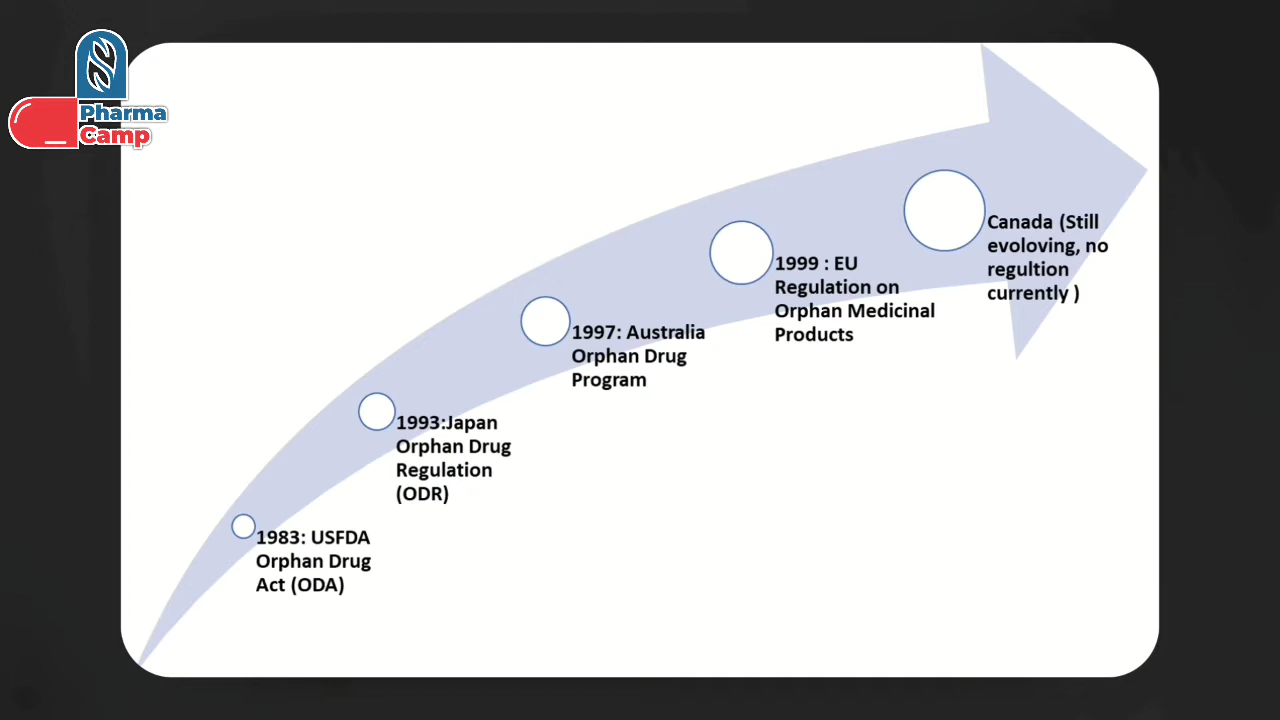 Pharma
Camp
Canada (Still
evoloving, no
regultion
currently )
1999 : EU
Regulation on
Orphan Medicinal
Products
1997: Australia
Orphan Drug
Program
1993:Japan
Orphan Drug
Regulation
(ODR)
1983: USFDA
Orphan Drug
Act (ODA)